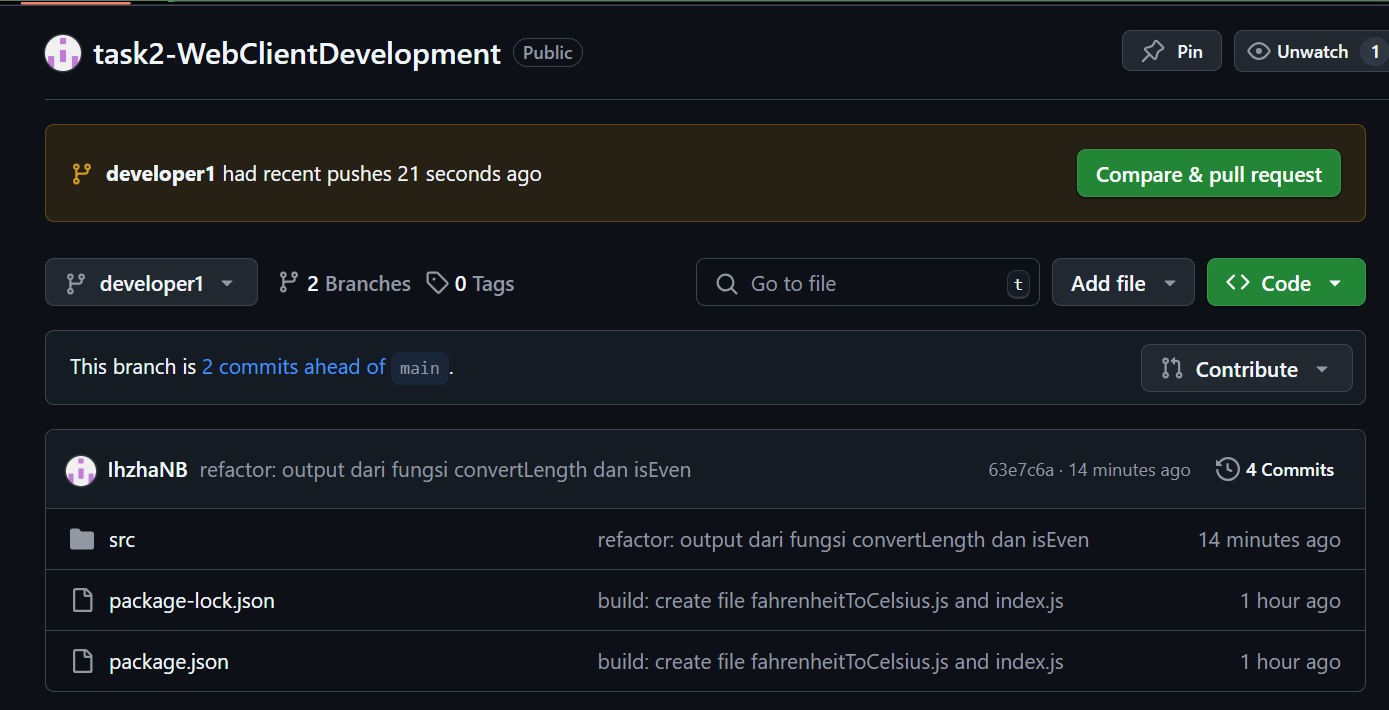 task2-WebClientDevelopment Public Pin Unwatch 1
developer1 had recent pushes 21 seconds ago Compare & pull request
developer1 2 Branches 0 Tags Go to file t Add file Code
This branch is 2 commits ahead of main . Contribute
IhzhaNB refactor: output dari fungsi convertLength dan isEven 63e7c6a · 14 minutes ago 4 Commits
src refactor: output dari fungsi convertLength dan isEven 14 minutes ago
package-lock.json build: create file fahrenheitToCelsius.js and index.js 1 hour ago
package.json build: create file fahrenheitToCelsius.js and index.js 1 hour ago